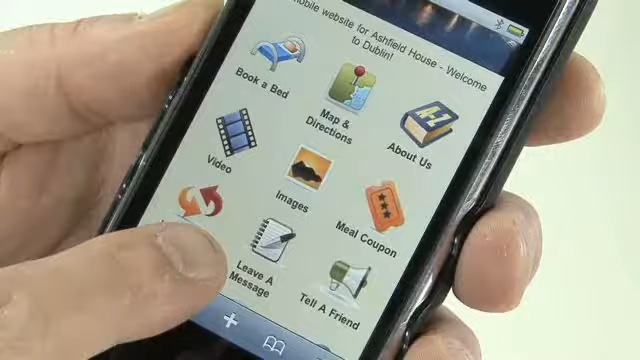 mobile website for Ashfield House - Welcome
to Dublin!
Book a Bed
Map &
Directions
A-Z
About Us
Video
Images
Meal Coupon
Leave A
Message
Tell A Friend